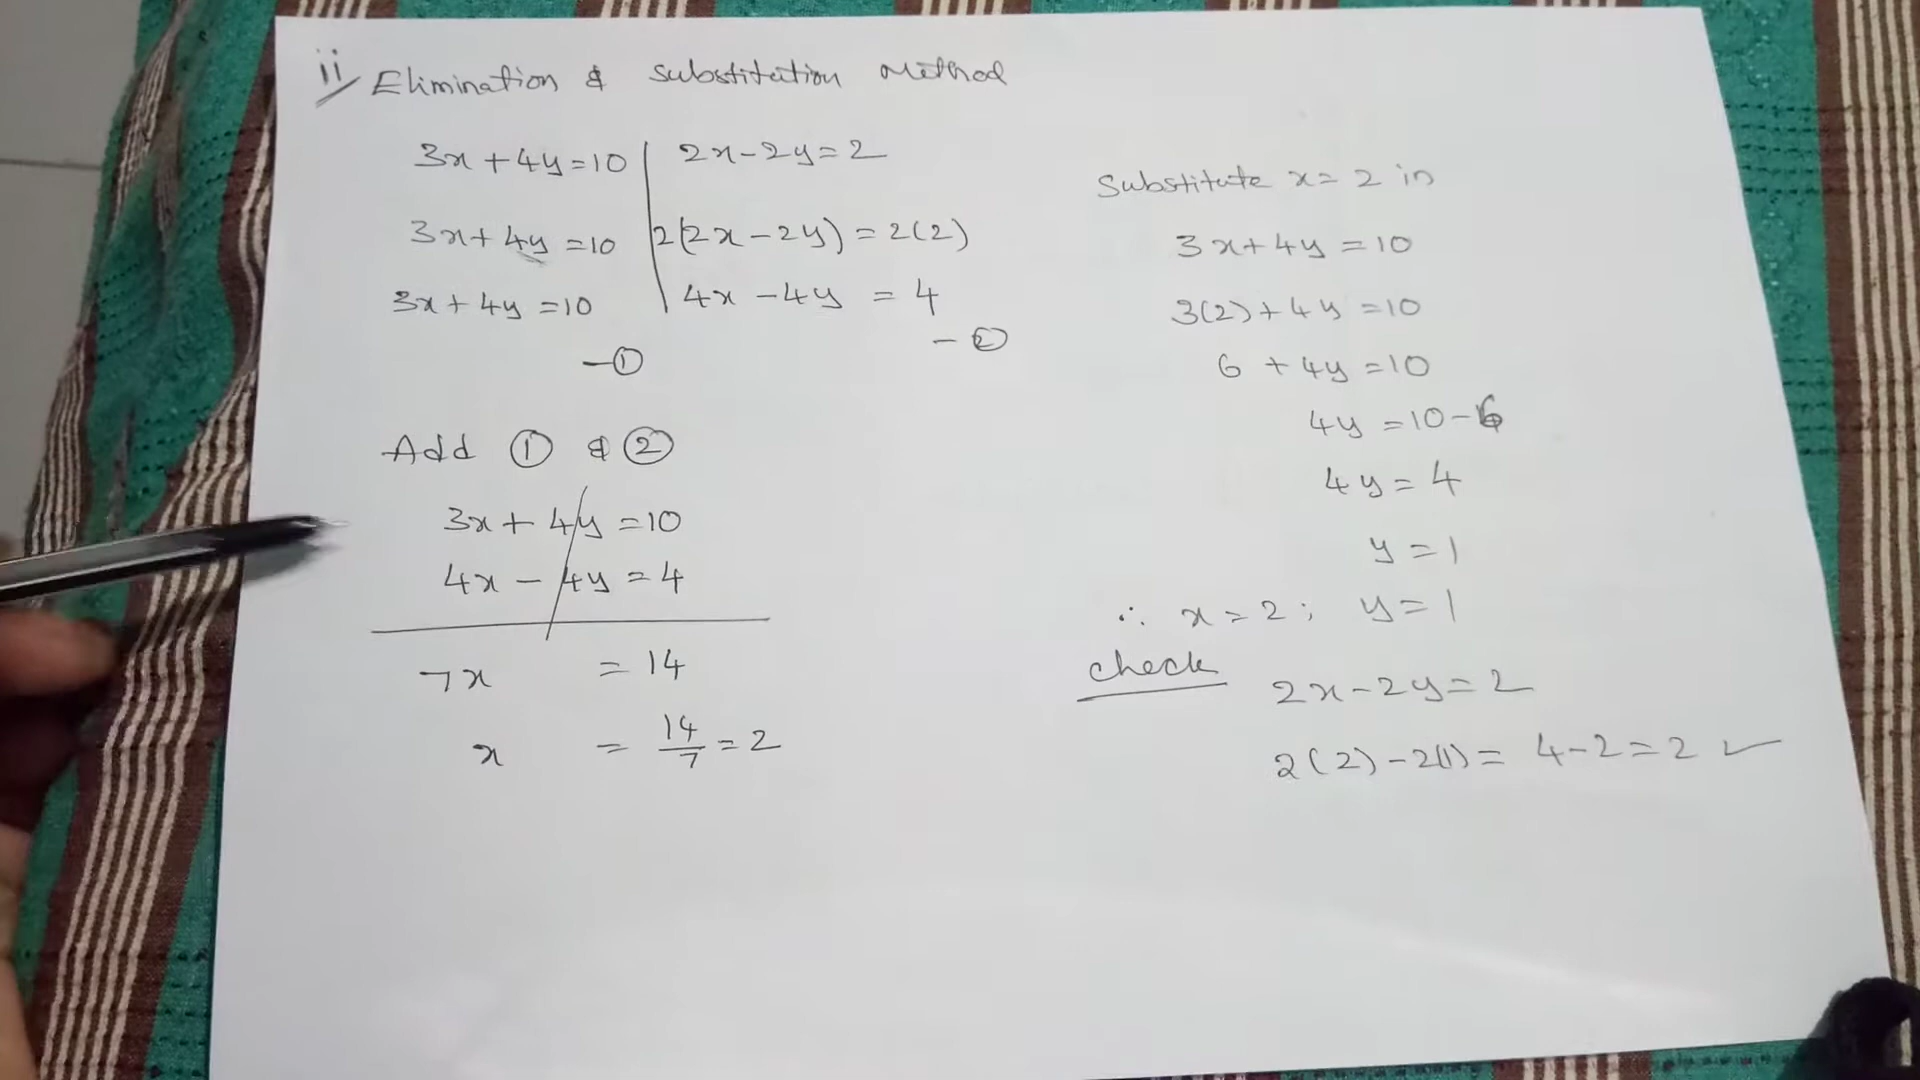 ii/ Elimination & Substitution Method
3x + 4y = 10 | 2x - 2y = 2
3x + 4y = 10 | 2(2x - 2y) = 2(2)
3x + 4y = 10 | 4x - 4y = 4
- ① - ②
Add ① & ②
3x + 4y = 10
4x - 4y = 4
7x = 14
x = 14/7 = 2
Substitute x = 2 in
3x + 4y = 10
3(2) + 4y = 10
6 + 4y = 10
4y = 10 - 6
4y = 4
y = 1
∴ x = 2; y = 1
check
2x - 2y = 2
2(2) - 2(1) = 4 - 2 = 2 ✓